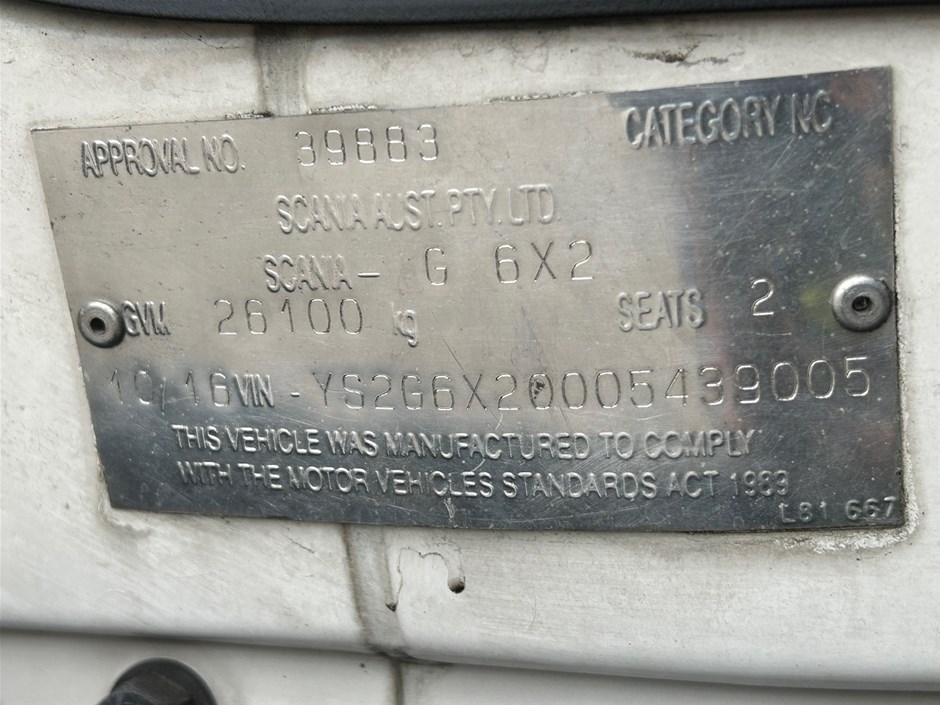 APPROVAL NO. 39883 CATEGORY NC
SCANIA AUST. PTY. LTD.
SCANIA - G 6X2
GVM 26100 kg SEATS 2
10/16 VIN - YS2G6X20005439005
THIS VEHICLE WAS MANUFACTURED TO COMPLY
WITH THE MOTOR VEHICLES STANDARDS ACT 1989
L81 667